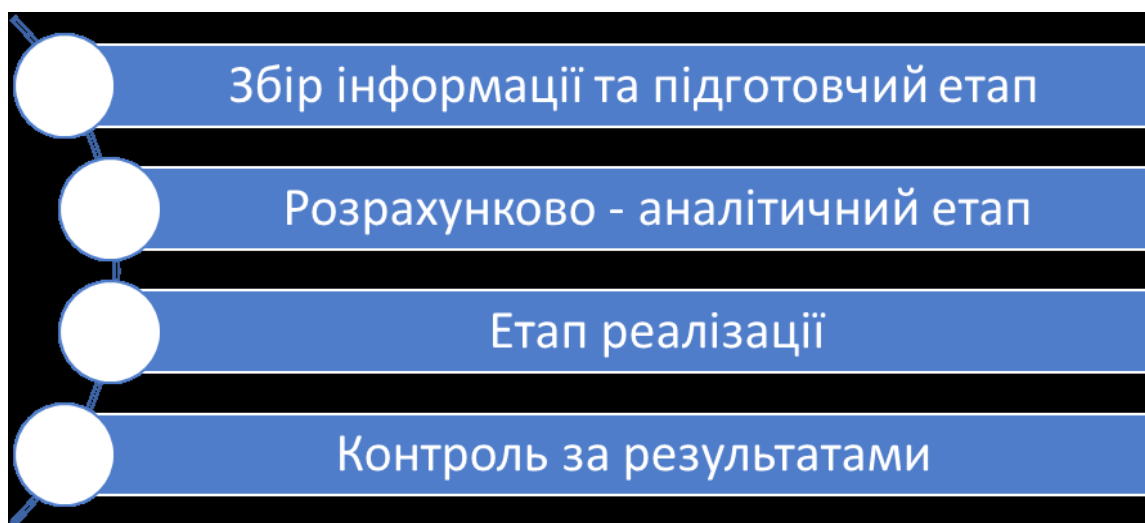 Збір інформації та підготовчий етап
Розрахунково - аналітичний етап
Етап реалізації
Контроль за результатами